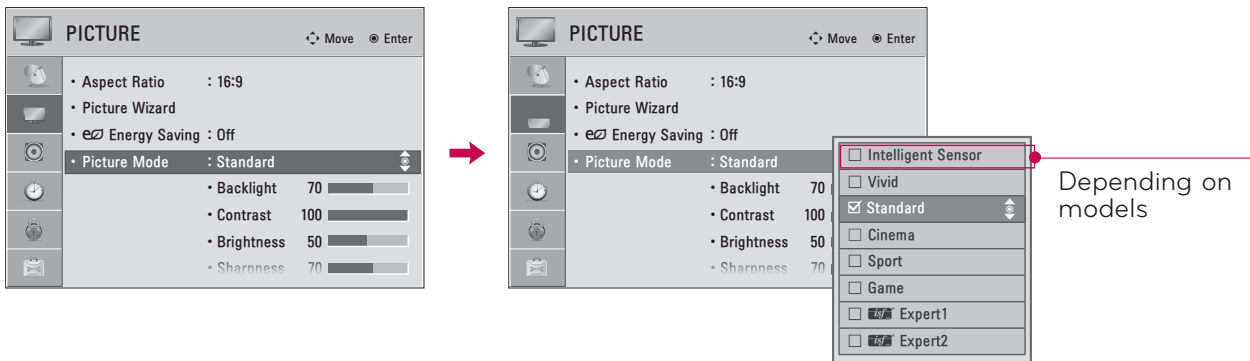 PICTURE Move Enter
• Aspect Ratio : 16:9
• Picture Wizard
• Energy Saving : Off
• Picture Mode : Standard
• Backlight 70
• Contrast 100
• Brightness 50
• Sharpness 70
PICTURE Move Enter
• Aspect Ratio : 16:9
• Picture Wizard
• Energy Saving : Off
• Picture Mode : Standard
• Backlight 70
• Contrast 100
• Brightness 50
• Sharpness 70
Intelligent Sensor
Vivid
Standard
Cinema
Sport
Game
isf Expert1
isf Expert2
Depending on
models